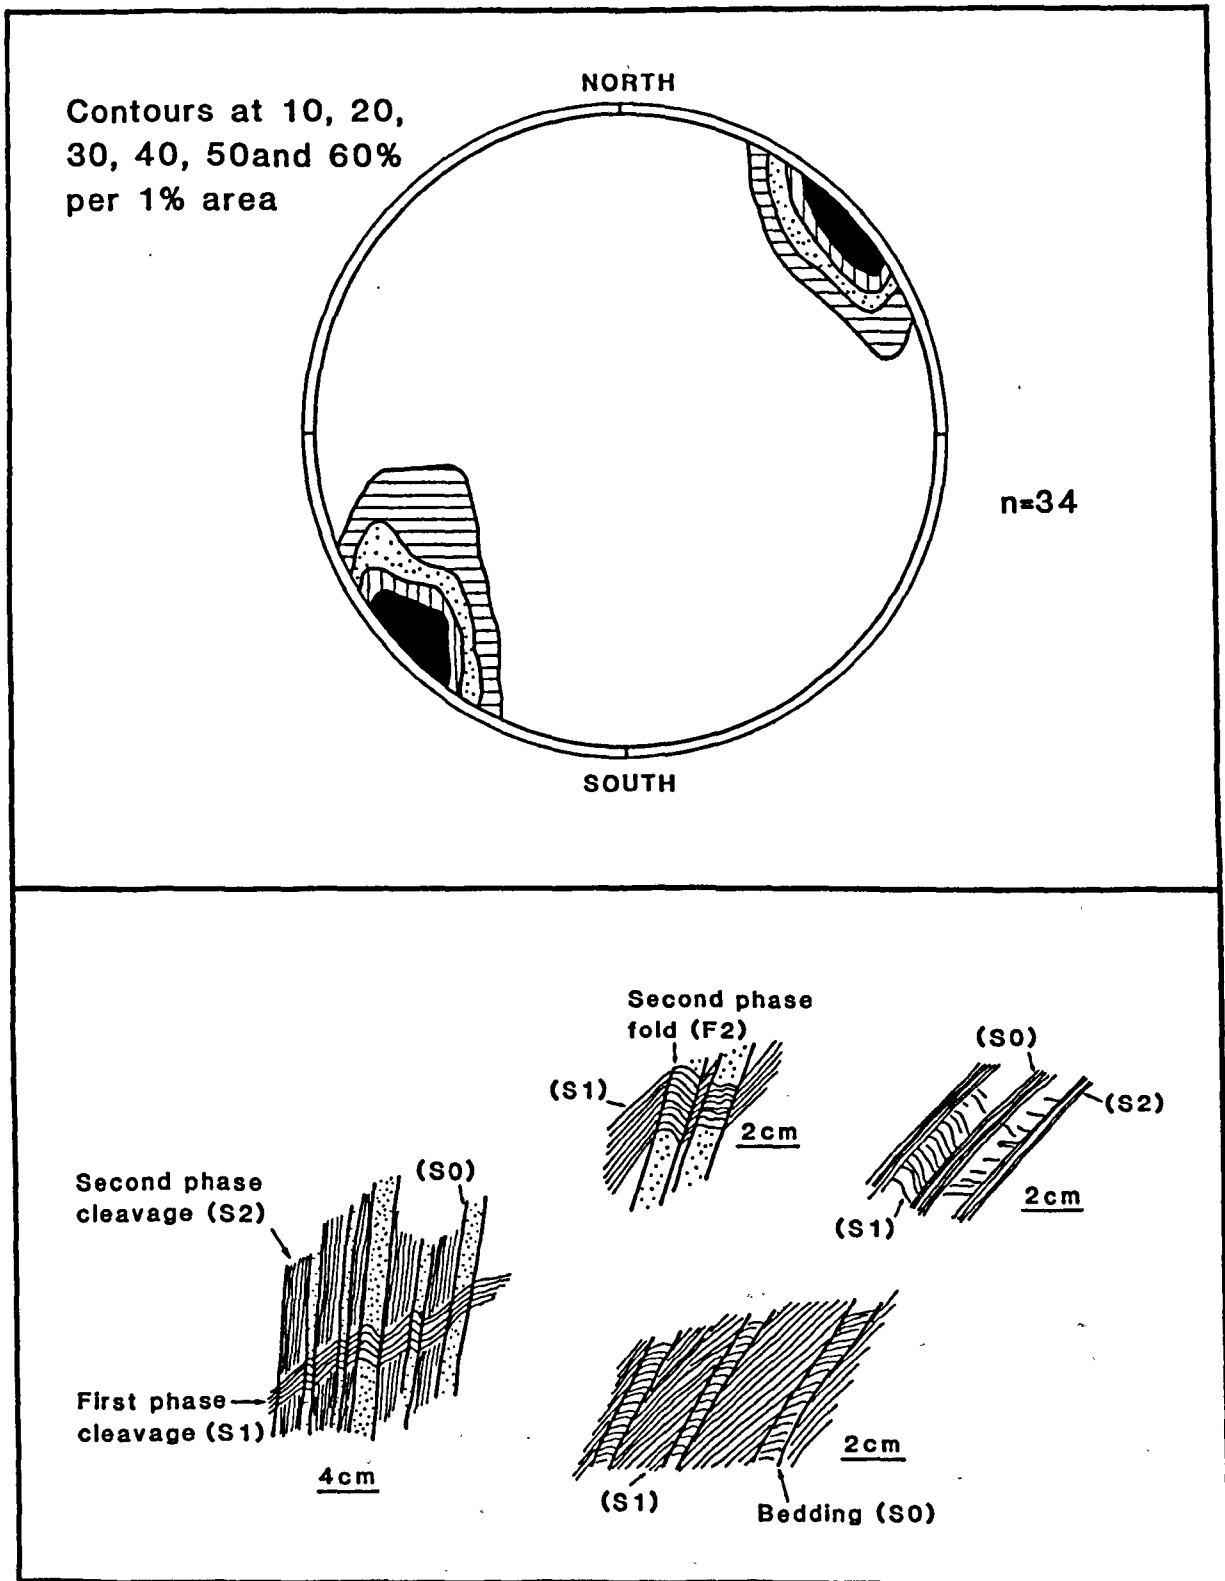 NORTH
Contours at 10, 20,
30, 40, 50and 60%
per 1% area
n=34
SOUTH
Second phase
fold (F2)
(S1)
2cm
(S0)
(S2)
2cm
(S1)
Second phase
cleavage (S2)
(S0)
First phase
cleavage (S1)
4cm
2cm
(S1)
Bedding (S0)